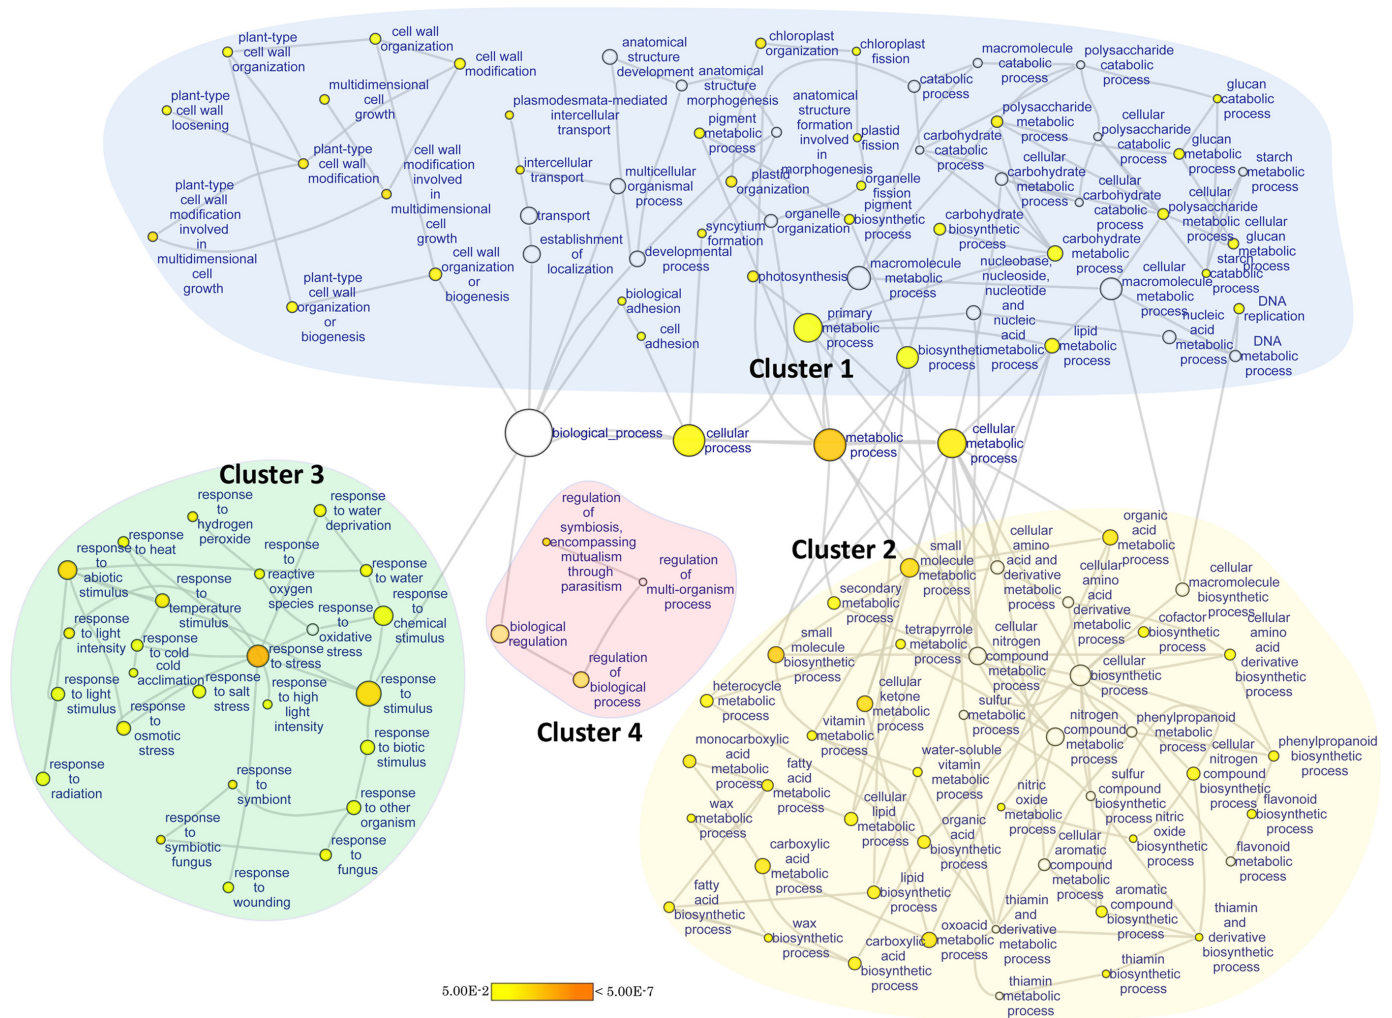 plant-type
cell wall
organization
cell wall
organization
cell wall
modification
multidimensional
cell
growth
plant-type
cell wall
loosening
plant-type
cell wall
modification
cell wall
modification
involved
in
multidimensional
cell
growth
plant-type
cell wall
modification
involved
in
multidimensional
cell
growth
plant-type
cell wall
organization
or
biogenesis
cell wall
organization
or
biogenesis
anatomical
structure
development
anatomical
structure
morphogenesis
plasmodesmata-mediated
intercellular
transport
intercellular
transport
transport
establishment
of
localization
multicellular
organismal
process
developmental
process
biological
adhesion
cell
adhesion
chloroplast
organization
chloroplast
fission
pigment
metabolic
process
anatomical
structure
formation
involved
in
morphogenesis
plastid
fission
plastid
organization
organelle
fission
pigment
biosynthetic
process
organelle
organization
syncytium
formation
photosynthesis
macromolecule
metabolic
process
primary
metabolic
process
biosynthetic
process
catabolic
process
macromolecule
catabolic
process
polysaccharide
catabolic
process
glucan
catabolic
process
polysaccharide
metabolic
process
cellular
polysaccharide
catabolic
process
glucan
metabolic
process
starch
metabolic
process
carbohydrate
catabolic
process
cellular
carbohydrate
metabolic
process
cellular
carbohydrate
catabolic
process
cellular
polysaccharide
metabolic
process
cellular
glucan
metabolic
process
starch
catabolic
process
carbohydrate
biosynthetic
process
carbohydrate
metabolic
process
nucleobase,
nucleoside,
nucleotide
and
nucleic
acid
metabolic
process
cellular
macromolecule
metabolic
process
lipid
metabolic
process
nucleic
acid
metabolic
process
DNA
replication
DNA
metabolic
process
Cluster 1
biological_process
cellular
process
metabolic
process
cellular
metabolic
process
Cluster 3
response
to
hydrogen
peroxide
response
to water
deprivation
response
to heat
response
to
abiotic
stimulus
response
to
reactive
oxygen
species
response
to water
response
to
temperature
stimulus
response
to
chemical
stimulus
response
to light
intensity
response
to
oxidative
stress
response
to cold
cold
acclimation
response
to stress
response
to light
stimulus
response
to salt
stress
response
to high
light
intensity
response
to
stimulus
response
to
osmotic
stress
response
to biotic
stimulus
response
to
radiation
response
to
symbiont
response
to other
organism
response
to
symbiotic
fungus
response
to
fungus
response
to
wounding
regulation
of
symbiosis,
encompassing
mutualism
through
parasitism
regulation
of
multi-organism
process
biological
regulation
regulation
of
biological
process
Cluster 4
Cluster 2
small
molecule
metabolic
process
cellular
amino
acid and
derivative
metabolic
process
organic
acid
metabolic
process
secondary
metabolic
process
cellular
amino
acid
derivative
metabolic
process
cellular
macromolecule
biosynthetic
process
small
molecule
biosynthetic
process
tetrapyrrole
metabolic
process
cellular
nitrogen
compound
metabolic
process
cofactor
biosynthetic
process
cellular
amino
acid
derivative
biosynthetic
process
cellular
biosynthetic
process
heterocycle
metabolic
process
cellular
ketone
metabolic
process
sulfur
metabolic
process
vitamin
metabolic
process
nitrogen
compound
metabolic
process
phenylpropanoid
metabolic
process
phenylpropanoid
biosynthetic
process
monocarboxylic
acid
metabolic
process
fatty
acid
metabolic
process
water-soluble
vitamin
metabolic
process
cellular
nitrogen
compound
biosynthetic
process
wax
metabolic
process
cellular
lipid
metabolic
process
nitric
oxide
metabolic
process
sulfur
compound
biosynthetic
process
flavonoid
biosynthetic
process
organic
acid
biosynthetic
process
nitric
oxide
biosynthetic
process
carboxylic
acid
metabolic
process
cellular
aromatic
compound
metabolic
process
flavonoid
metabolic
process
fatty
acid
biosynthetic
process
lipid
biosynthetic
process
aromatic
compound
biosynthetic
process
wax
biosynthetic
process
carboxylic
acid
biosynthetic
process
oxoacid
metabolic
process
thiamin
and
derivative
metabolic
process
thiamin
and
derivative
biosynthetic
process
thiamin
biosynthetic
process
thiamin
metabolic
process
5.00E-2 < 5.00E-7